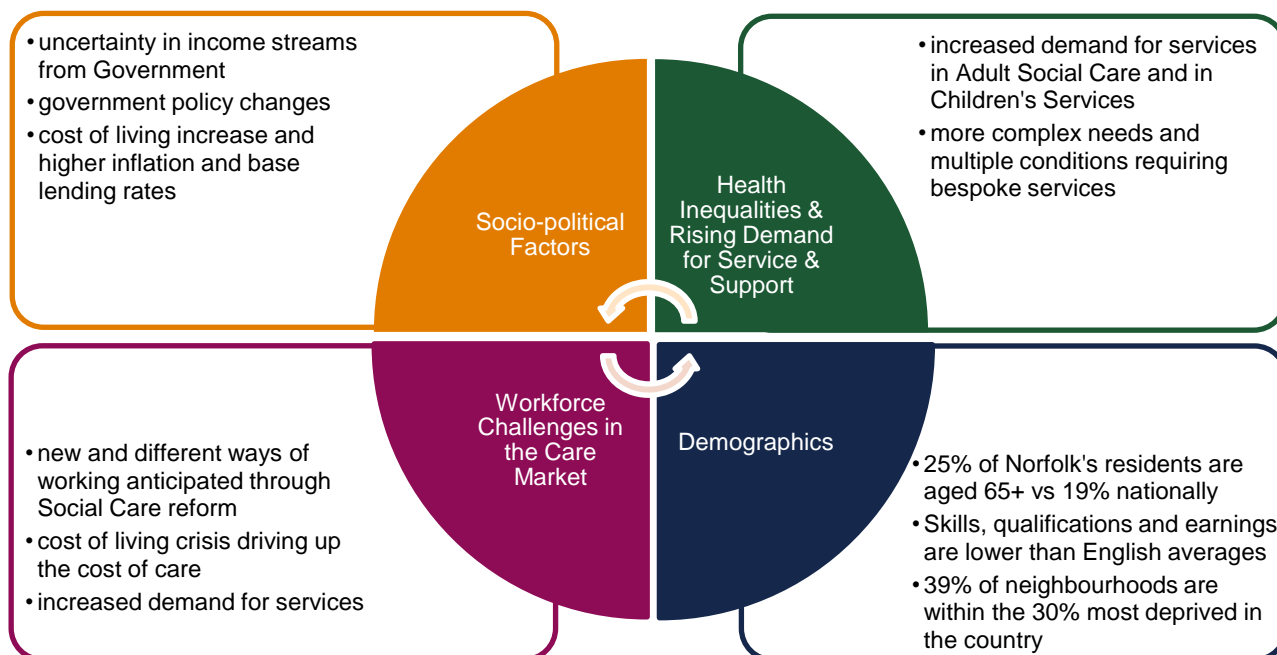 • uncertainty in income streams
from Government
• government policy changes
• cost of living increase and
higher inflation and base
lending rates
Socio-political
Factors
Health
Inequalities &
Rising Demand
for Service &
Support
• increased demand for services
in Adult Social Care and in
Children's Services
• more complex needs and
multiple conditions requiring
bespoke services
• new and different ways of
working anticipated through
Social Care reform
• cost of living crisis driving up
the cost of care
• increased demand for services
Workforce
Challenges in
the Care
Market
Demographics
• 25% of Norfolk's residents are
aged 65+ vs 19% nationally
• Skills, qualifications and earnings
are lower than English averages
• 39% of neighbourhoods are
within the 30% most deprived in
the country